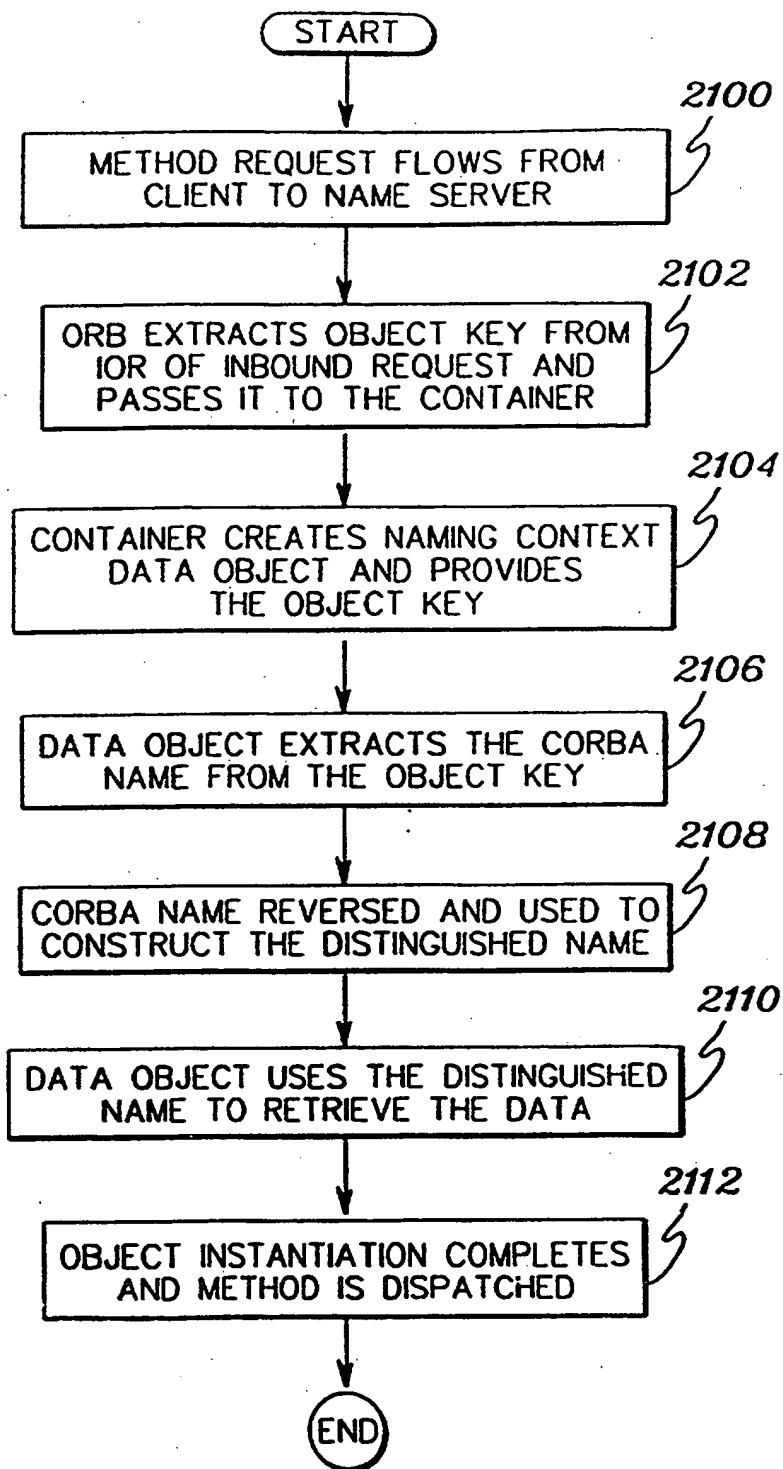 START
2100
METHOD REQUEST FLOWS FROM
CLIENT TO NAME SERVER
2102
ORB EXTRACTS OBJECT KEY FROM
IOR OF INBOUND REQUEST AND
PASSES IT TO THE CONTAINER
2104
CONTAINER CREATES NAMING CONTEXT
DATA OBJECT AND PROVIDES
THE OBJECT KEY
2106
DATA OBJECT EXTRACTS THE CORBA
NAME FROM THE OBJECT KEY
2108
CORBA NAME REVERSED AND USED TO
CONSTRUCT THE DISTINGUISHED NAME
2110
DATA OBJECT USES THE DISTINGUISHED
NAME TO RETRIEVE THE DATA
2112
OBJECT INSTANTIATION COMPLETES
AND METHOD IS DISPATCHED
END